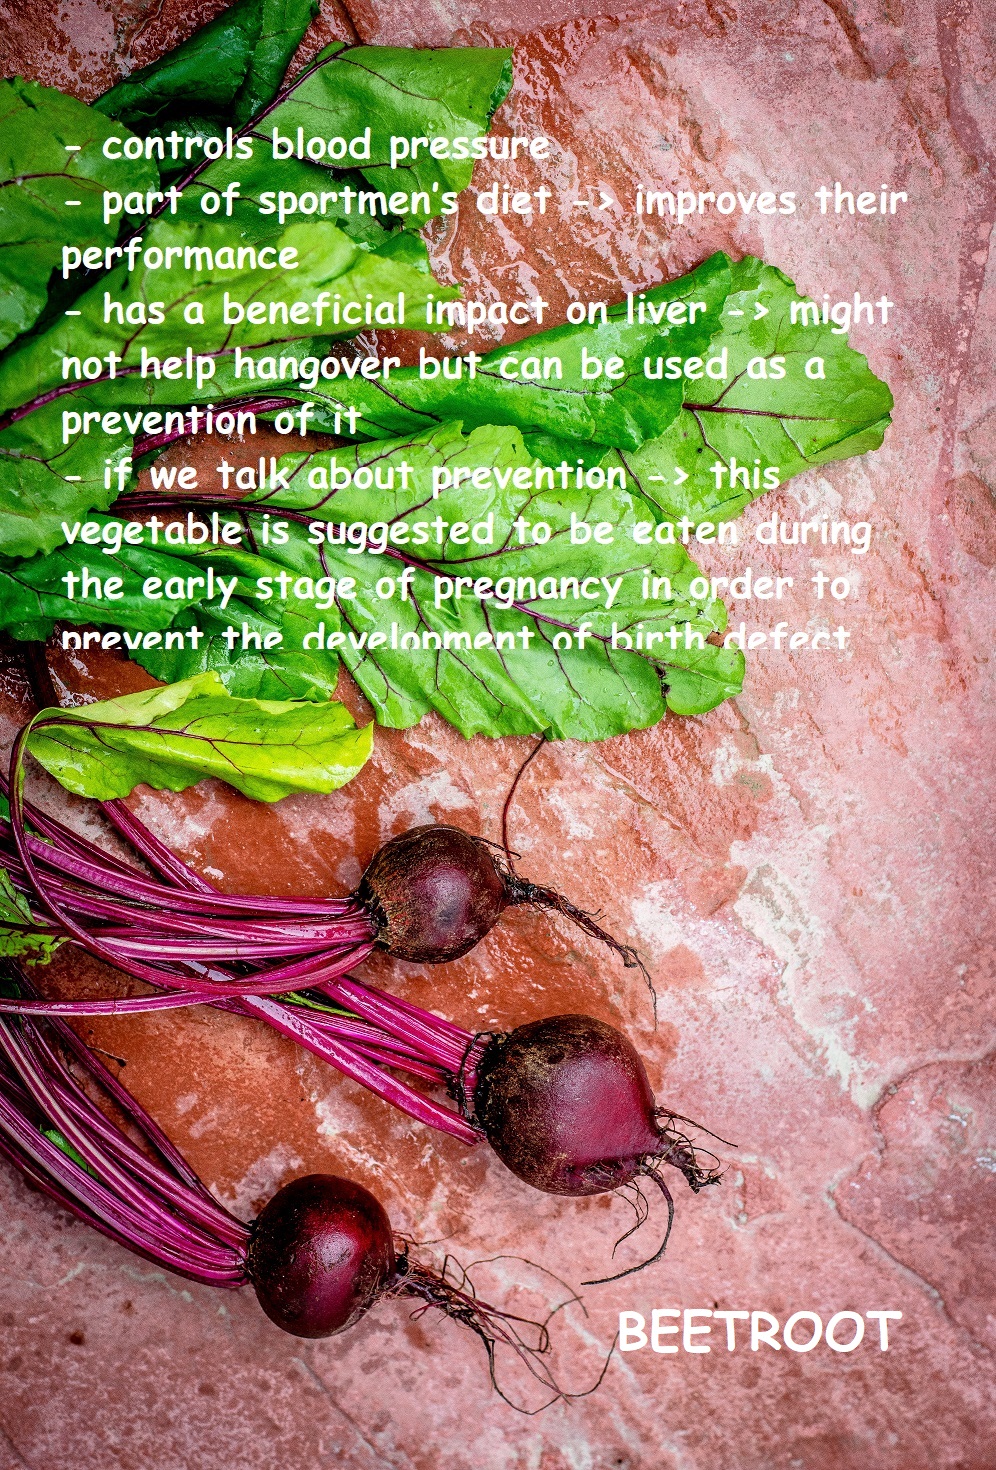 - controls blood pressure
- part of sportmen's diet -> improves their
performance
- has a beneficial impact on liver -> might
not help hangover but can be used as a
prevention of it
- if we talk about prevention -> this
vegetable is suggested to be eaten during
the early stage of pregnancy in order to
prevent the development of birth defect
BEETROOT